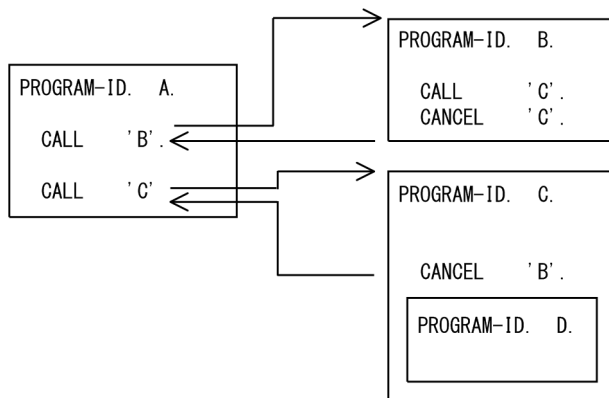 PROGRAM-ID. A.
CALL 'B'.
CALL 'C'
PROGRAM-ID. B.
CALL 'C'.
CANCEL 'C'.
PROGRAM-ID. C.
CANCEL 'B'.
PROGRAM-ID. D.